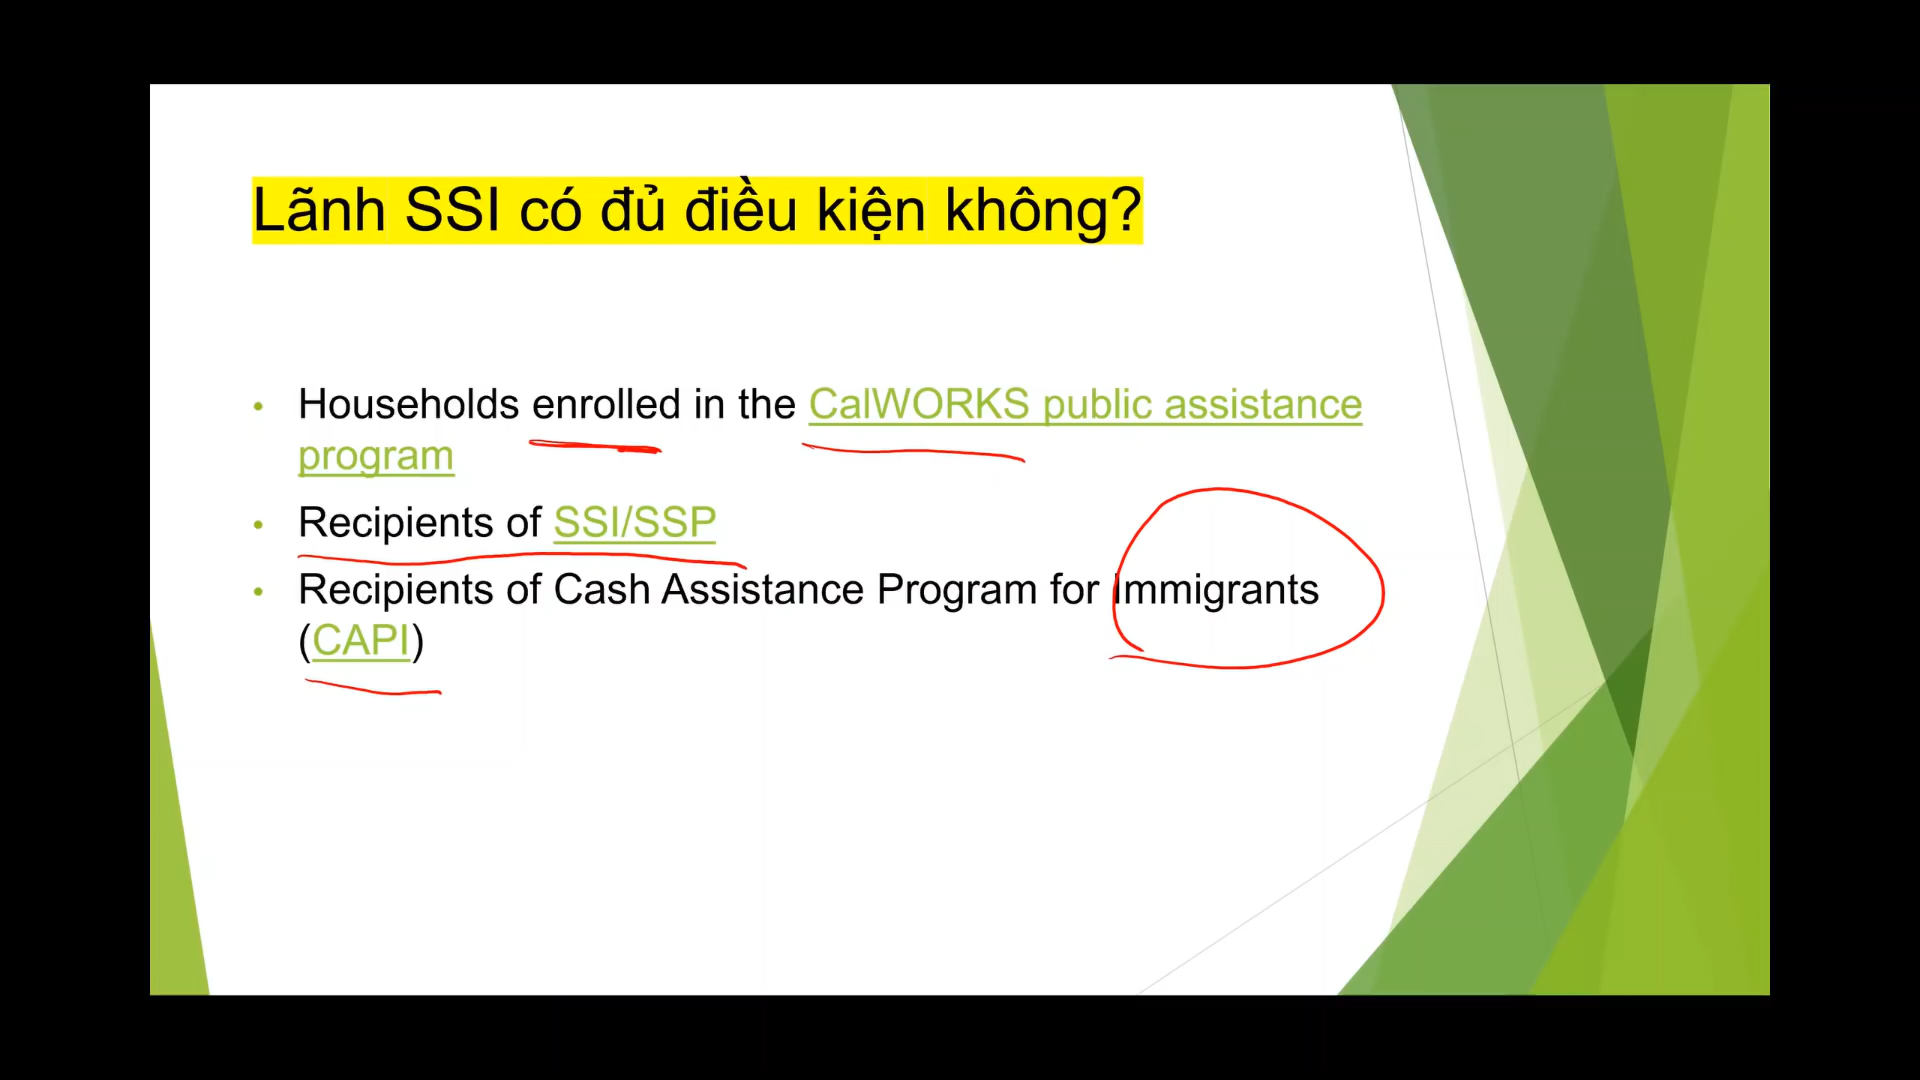 Lãnh SSI có đủ điều kiện không?
• Households enrolled in the CalWORKS public assistance
program
• Recipients of SSI/SSP
• Recipients of Cash Assistance Program for Immigrants
(CAPI)